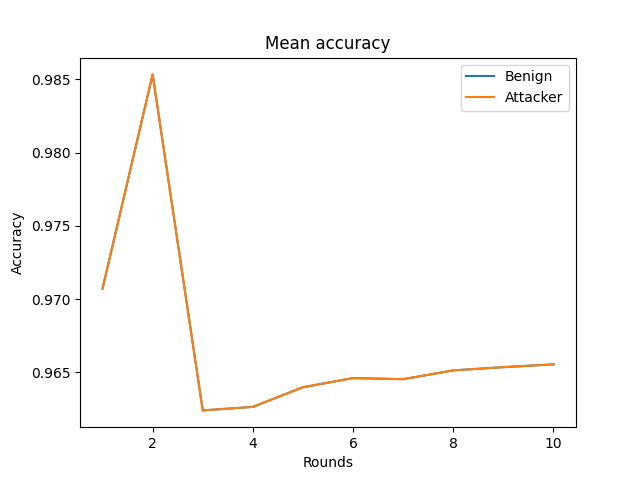 Mean accuracy
Benign
Attacker
0.985
0.980
0.975
0.970
0.965
Accuracy
2 4 6 8 10
Rounds